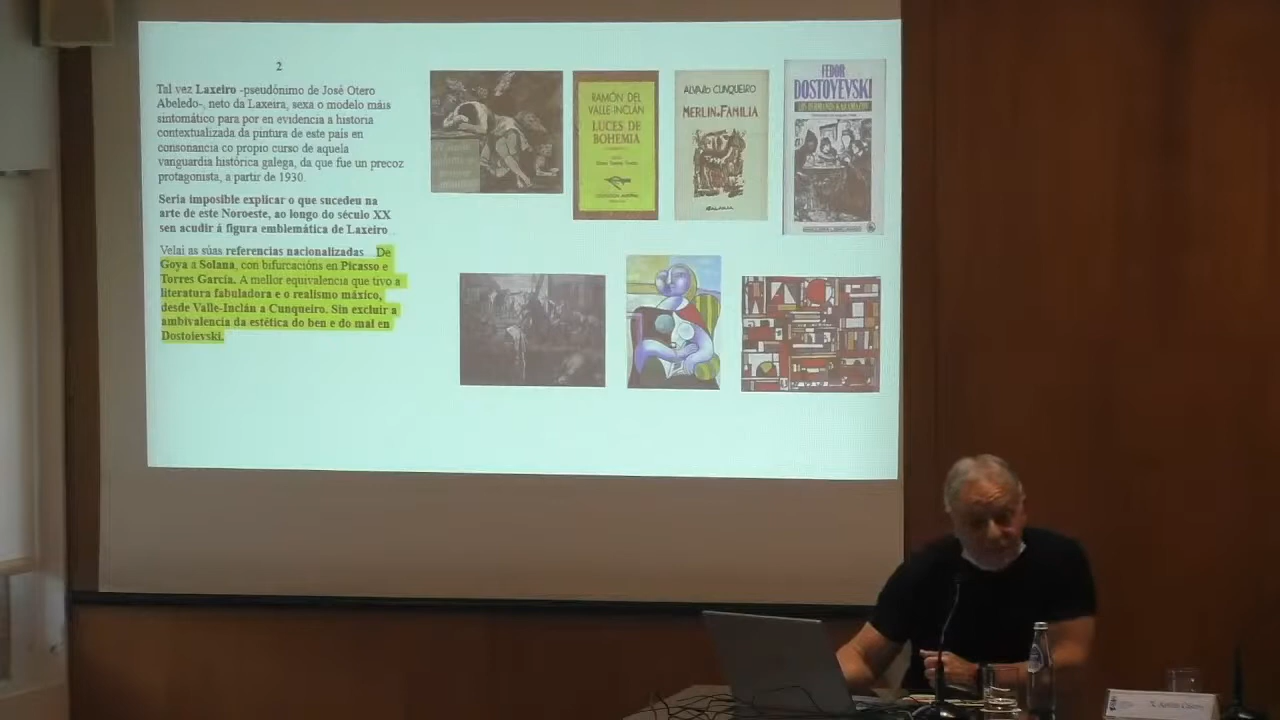 2
Tal vez Laxeiro -pseudónimo de José Otero
Abeledo-, neto da Laxeira, sexa o modelo máis
sintomático para por en evidencia a historia
contextualizada da pintura de este país en
consonancia co propio curso de aquela
vanguardia histórica galega, da que fue un precoz
protagonista, a partir de 1930.
Sería imposible explicar o que sucedeu na
arte de este Noroeste, ao longo do século XX
sen acudir á figura emblemática de Laxeiro .
Velaí as súas referencias nacionalizadas De
Goya a Solana, con bifurcacións en Picasso e
Torres García. A mellor equivalencia que tivo a
literatura fabuladora e o realismo máxico,
desde Valle-Inclán a Cunqueiro. Sin excluir a
ambivalencia da estética do ben e do mal en
Dostoievski.
RAMÓN DEL
VALLE-INCLÁN
LUCES DE
BOHEMIA
ALVARO CUNQUEIRO
MERLIN E FAMILIA
GALAXIA
FEDOR
DOSTOYEVSKI
LOS HERMANOS KARAMAZOV